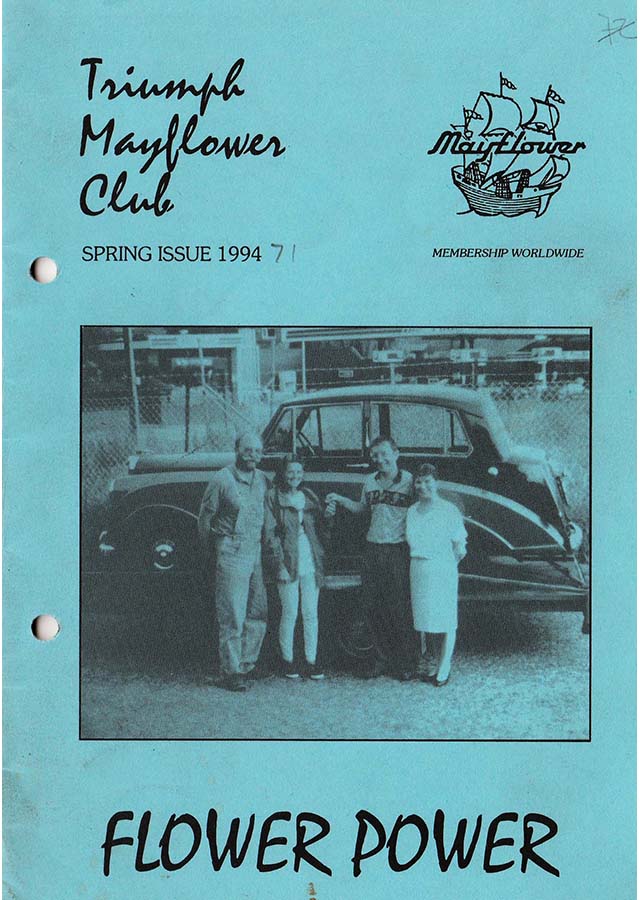 Triumph
Mayflower
Club
Mayflower
SPRING ISSUE 1994 71
MEMBERSHIP WORLDWIDE
FLOWER POWER